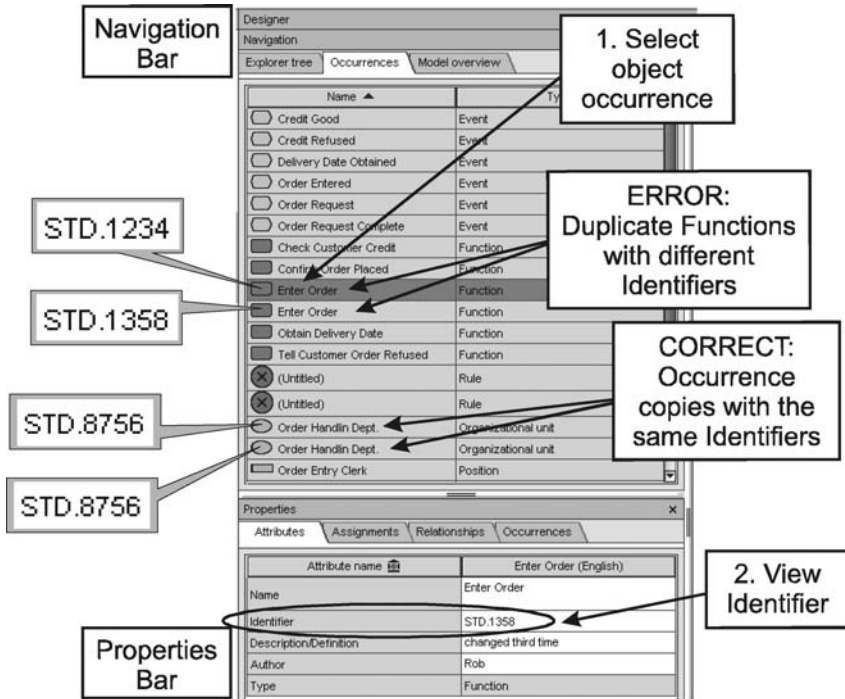 Navigation
Bar
Designer
Navigation
Explorer tree Occurrences Model overview
1. Select
object
occurrence
Name Ty
Credit Good Event
Credit Refused Event
Delivery Date Obtained Event
Order Entered Event
Order Request Event
Order Request Complete Event
Check Customer Credit Function
Confirm Order Placed Function
Enter Order Function
Enter Order Function
Obtain Delivery Date Function
Tell Customer Order Refused Function
(Untitled) Rule
(Untitled) Rule
Order Handlin Dept. Organizational unit
Order Handlin Dept. Organizational unit
Order Entry Clerk Position
STD.1234
STD.1358
STD.8756
STD.8756
ERROR:
Duplicate Functions
with different
Identifiers
CORRECT:
Occurrence
copies with the
same Identifiers
Properties
Attributes Assignments Relationships Occurrences
Attribute name Enter Order (English)
Name Enter Order
Identifier STD.1358
Description/Definition changed third time
Author Rob
Type Function
2. View
Identifier
Properties
Bar